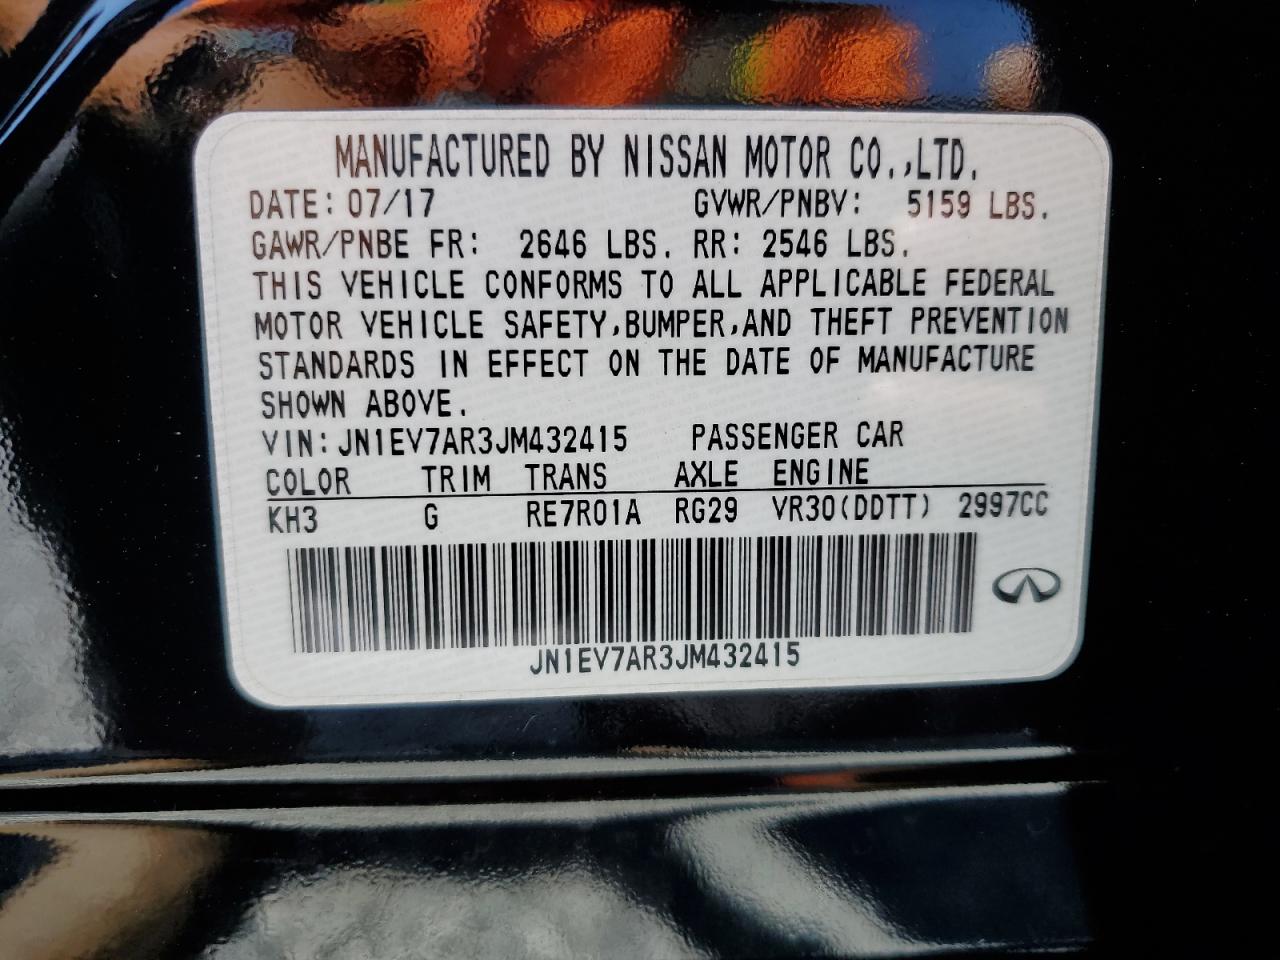 MANUFACTURED BY NISSAN MOTOR CO.,LTD.
DATE: 07/17 GVWR/PNBV: 5159 LBS.
GAWR/PNBE FR: 2646 LBS. RR: 2546 LBS.
THIS VEHICLE CONFORMS TO ALL APPLICABLE FEDERAL
MOTOR VEHICLE SAFETY,BUMPER,AND THEFT PREVENTION
STANDARDS IN EFFECT ON THE DATE OF MANUFACTURE
SHOWN ABOVE.
VIN: JN1EV7AR3JM432415 PASSENGER CAR
COLOR TRIM TRANS AXLE ENGINE
KH3 G RE7R01A RG29 VR30(DDTT) 2997CC
JN1EV7AR3JM432415